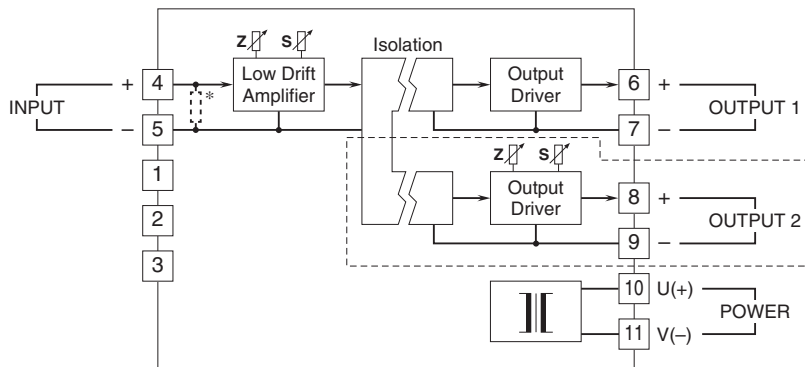 Z S
Isolation
INPUT
+ 4
*
Low Drift
Amplifier
Output
Driver
6 +
OUTPUT 1
– 5
7 –
1
Z S
2
Output
Driver
8 +
OUTPUT 2
9 –
3
10 U(+)
POWER
11 V(–)